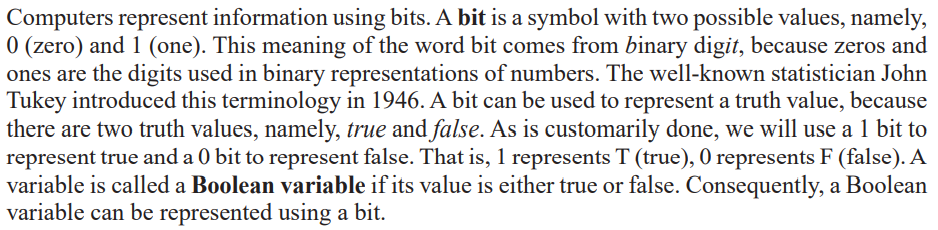 Computers represent information using bits. A bit is a symbol with two possible values, namely,
0 (zero) and 1 (one). This meaning of the word bit comes from binary digit, because zeros and
ones are the digits used in binary representations of numbers. The well-known statistician John
Tukey introduced this terminology in 1946. A bit can be used to represent a truth value, because
there are two truth values, namely, true and false. As is customarily done, we will use a 1 bit to
represent true and a 0 bit to represent false. That is, 1 represents T (true), 0 represents F (false). A
variable is called a Boolean variable if its value is either true or false. Consequently, a Boolean
variable can be represented using a bit.